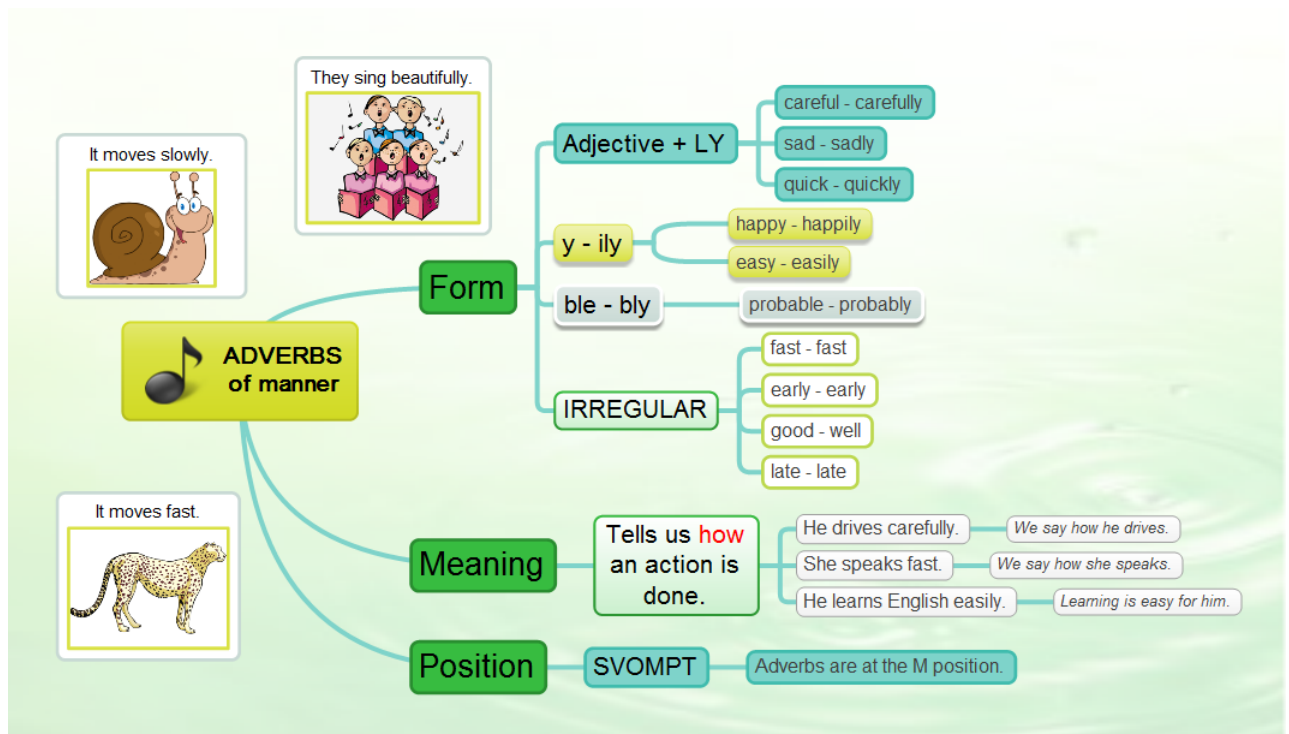 They sing beautifully.
It moves slowly.
ADVERBS
of manner
It moves fast.
Form
Adjective + LY
careful - carefully
sad - sadly
quick - quickly
y - ily
happy - happily
easy - easily
ble - bly
probable - probably
IRREGULAR
fast - fast
early - early
good - well
late - late
Meaning
Tells us how
an action is
done.
He drives carefully.
We say how he drives.
She speaks fast.
We say how she speaks.
He learns English easily.
Learning is easy for him.
Position
SVOMPT
Adverbs are at the M position.